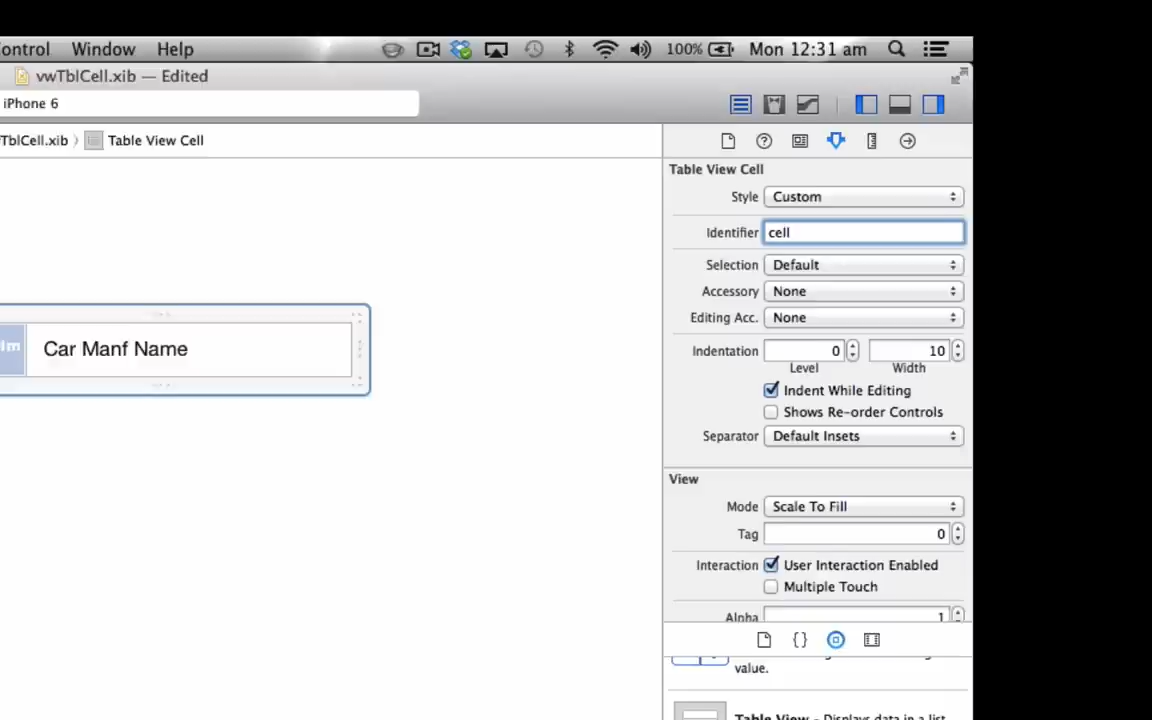 ontrol Window Help 100% Mon 12:31 am
vwTblCell.xib — Edited
iPhone 6
TblCell.xib Table View Cell
Table View Cell
Style Custom
Identifier cell
Selection Default
Accessory None
Editing Acc. None
Indentation 0 10
Level Width
Indent While Editing
Shows Re-order Controls
Separator Default Insets
Car Manf Name
View
Mode Scale To Fill
Tag 0
Interaction User Interaction Enabled
Multiple Touch
Alpha 1
{}
value.
Table View - Displays data in a list